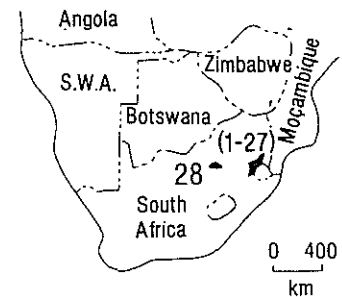 Angola
Zimbabwe
Moçambique
S.W.A.
Botswana
(1-27)
28
South
Africa
0 400
km